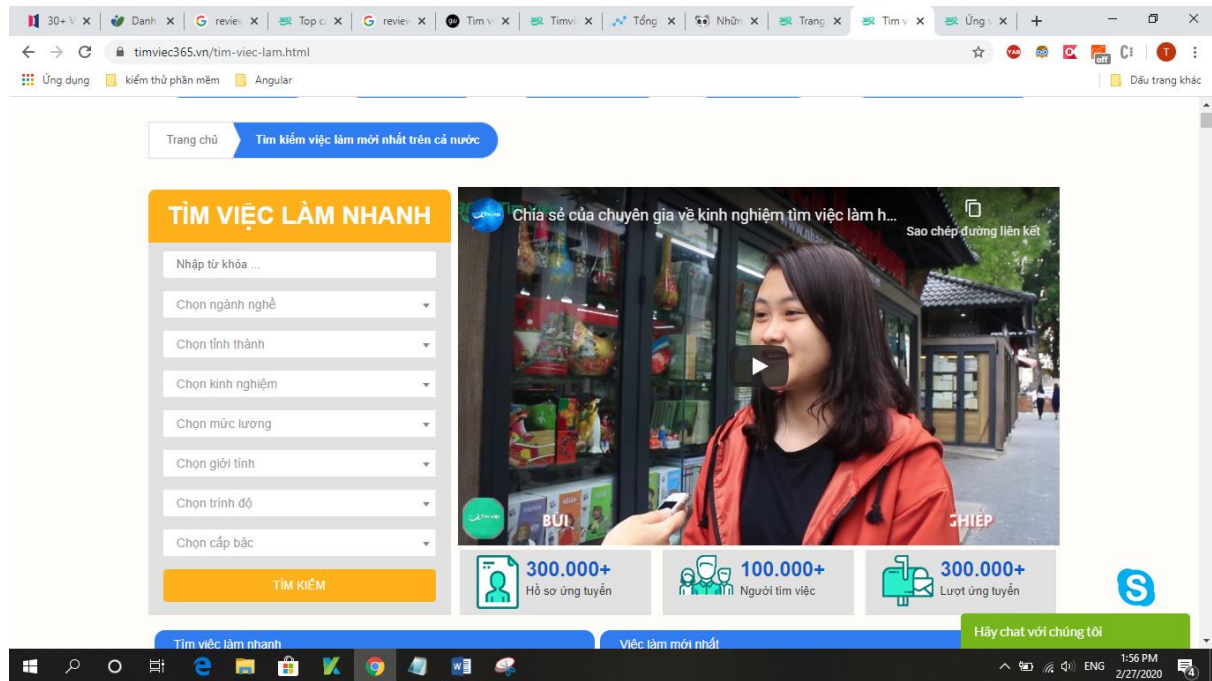 30+ V
Danh
review
Top cá
review
Tìm vi
Timvi
Tổng
Nhữn
Trang
Tìm v
Ứng v
timviec365.vn/tim-viec-lam.html
Ứng dụng
kiểm thử phần mềm
Angular
Dấu trang khác
Trang chủ
Tìm kiếm việc làm mới nhất trên cả nước
TÌM VIỆC LÀM NHANH
Nhập từ khóa ...
Chọn ngành nghề
Chọn tỉnh thành
Chọn kinh nghiệm
Chọn mức lương
Chọn giới tính
Chọn trình độ
Chọn cấp bậc
TÌM KIẾM
Chia sẻ của chuyên gia về kinh nghiệm tìm việc làm h...
Sao chép đường liên kết
BÙI
GHIỆP
300.000+
Hồ sơ ứng tuyển
100.000+
Người tìm việc
300.000+
Lượt ứng tuyển
Tìm việc làm nhanh
Việc làm mới nhất
Hãy chat với chúng tôi
ENG
1:56 PM
2/27/2020